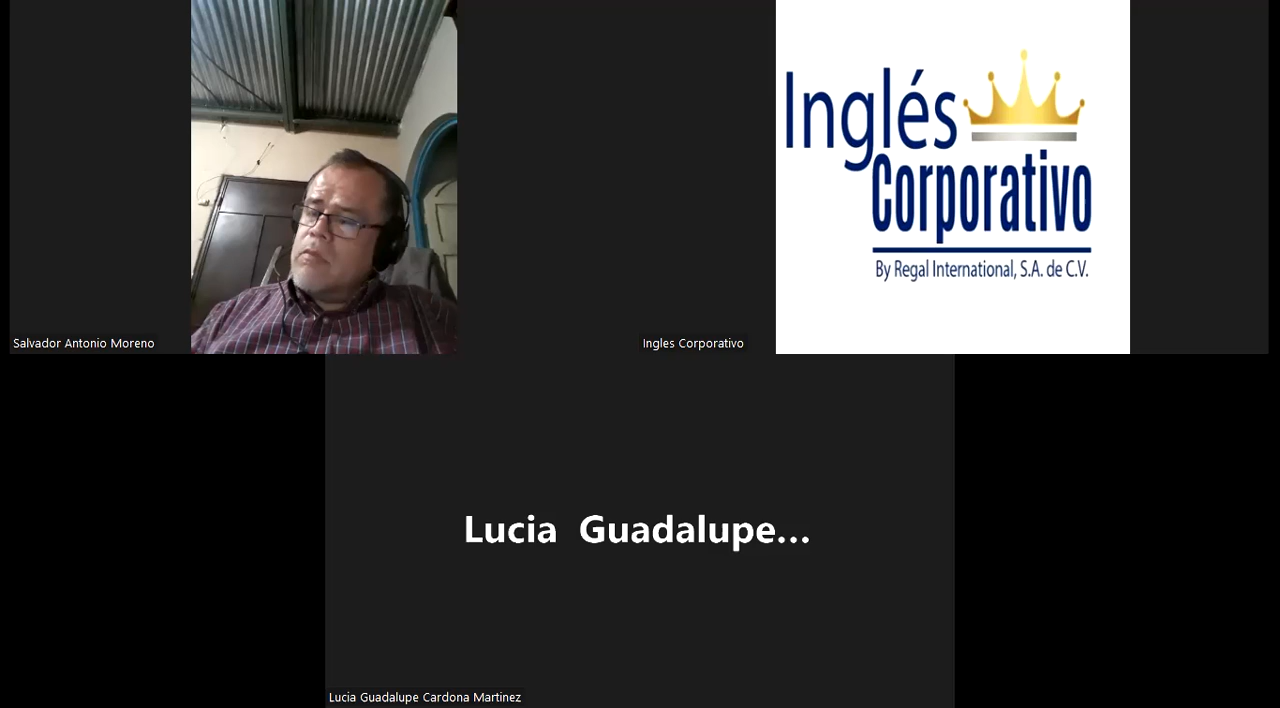 Inglés
Corporativo
By Regal International, S.A. de C.V.
Salvador Antonio Moreno
Ingles Corporativo
Lucia Guadalupe...
Lucia Guadalupe Cardona Martinez